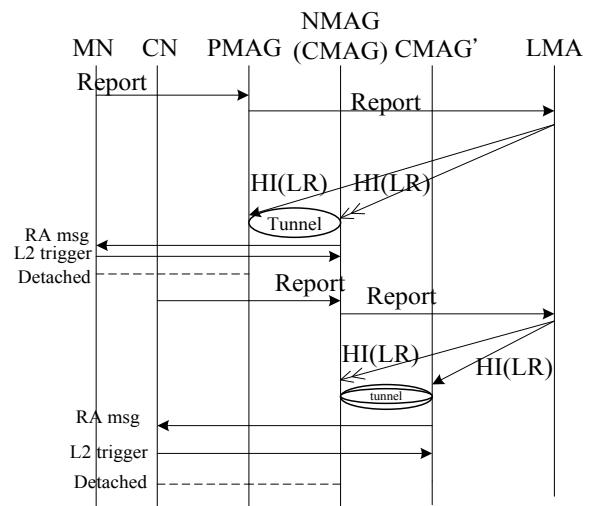 NMAG
MN CN PMAG (CMAG) CMAG’ LMA
Report
Report
HI(LR) HI(LR)
Tunnel
RA msg
L2 trigger
Detached
Report
Report
HI(LR)
HI(LR)
tunnel
RA msg
L2 trigger
Detached